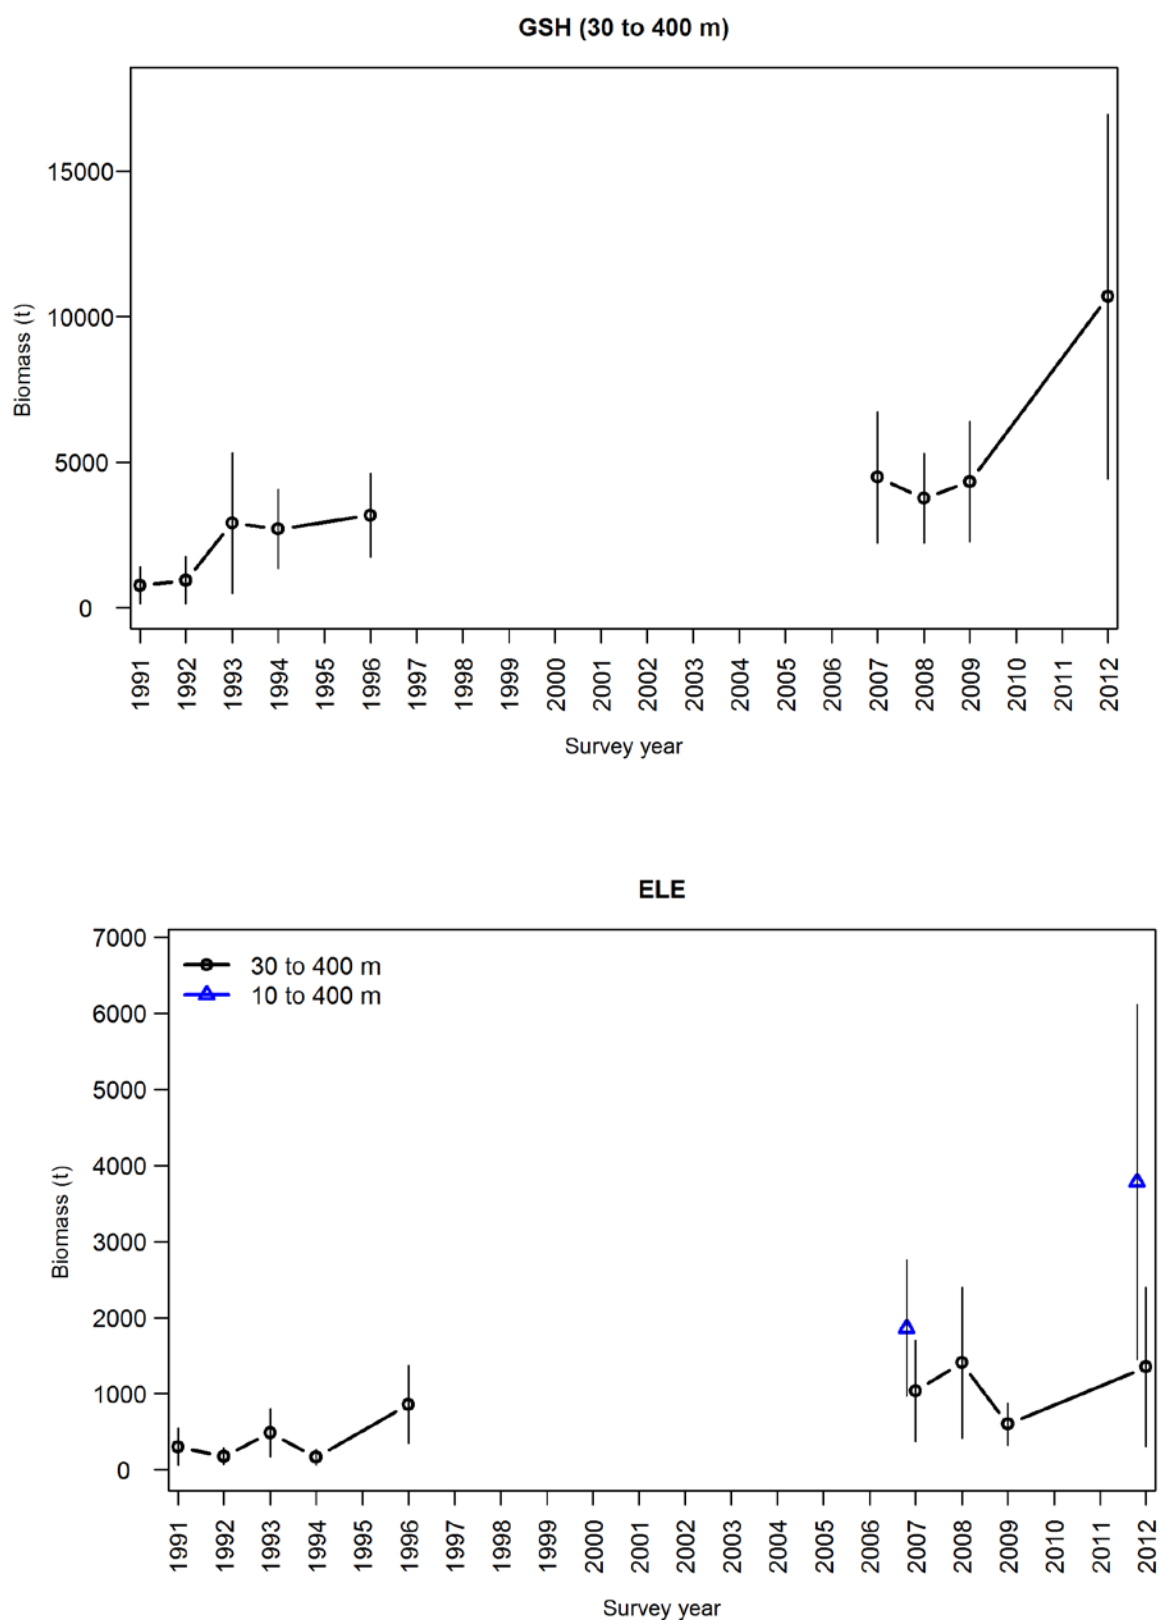 GSH (30 to 400 m)
15000
10000
5000
0
Biomass (t)
1991 1992 1993 1994 1995 1996 1997 1998 1999 2000 2001 2002 2003 2004 2005 2006 2007 2008 2009 2010 2011 2012
Survey year
ELE
7000
6000
5000
4000
3000
2000
1000
0
30 to 400 m
10 to 400 m
Biomass (t)
1991 1992 1993 1994 1995 1996 1997 1998 1999 2000 2001 2002 2003 2004 2005 2006 2007 2008 2009 2010 2011 2012
Survey year